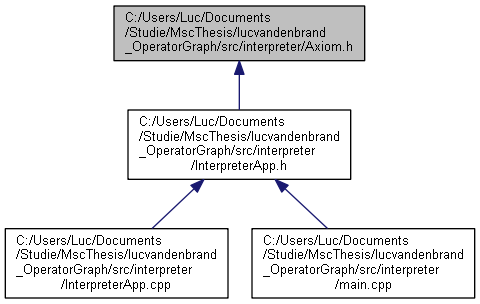 C:/Users/Luc/Documents
/Studie/MscThesis/lucvandenbrand
_OperatorGraph/src/interpreter/Axiom.h
C:/Users/Luc/Documents
/Studie/MscThesis/lucvandenbrand
_OperatorGraph/src/interpreter
/InterpreterApp.h
C:/Users/Luc/Documents
/Studie/MscThesis/lucvandenbrand
_OperatorGraph/src/interpreter
/InterpreterApp.cpp
C:/Users/Luc/Documents
/Studie/MscThesis/lucvandenbrand
_OperatorGraph/src/interpreter
/main.cpp